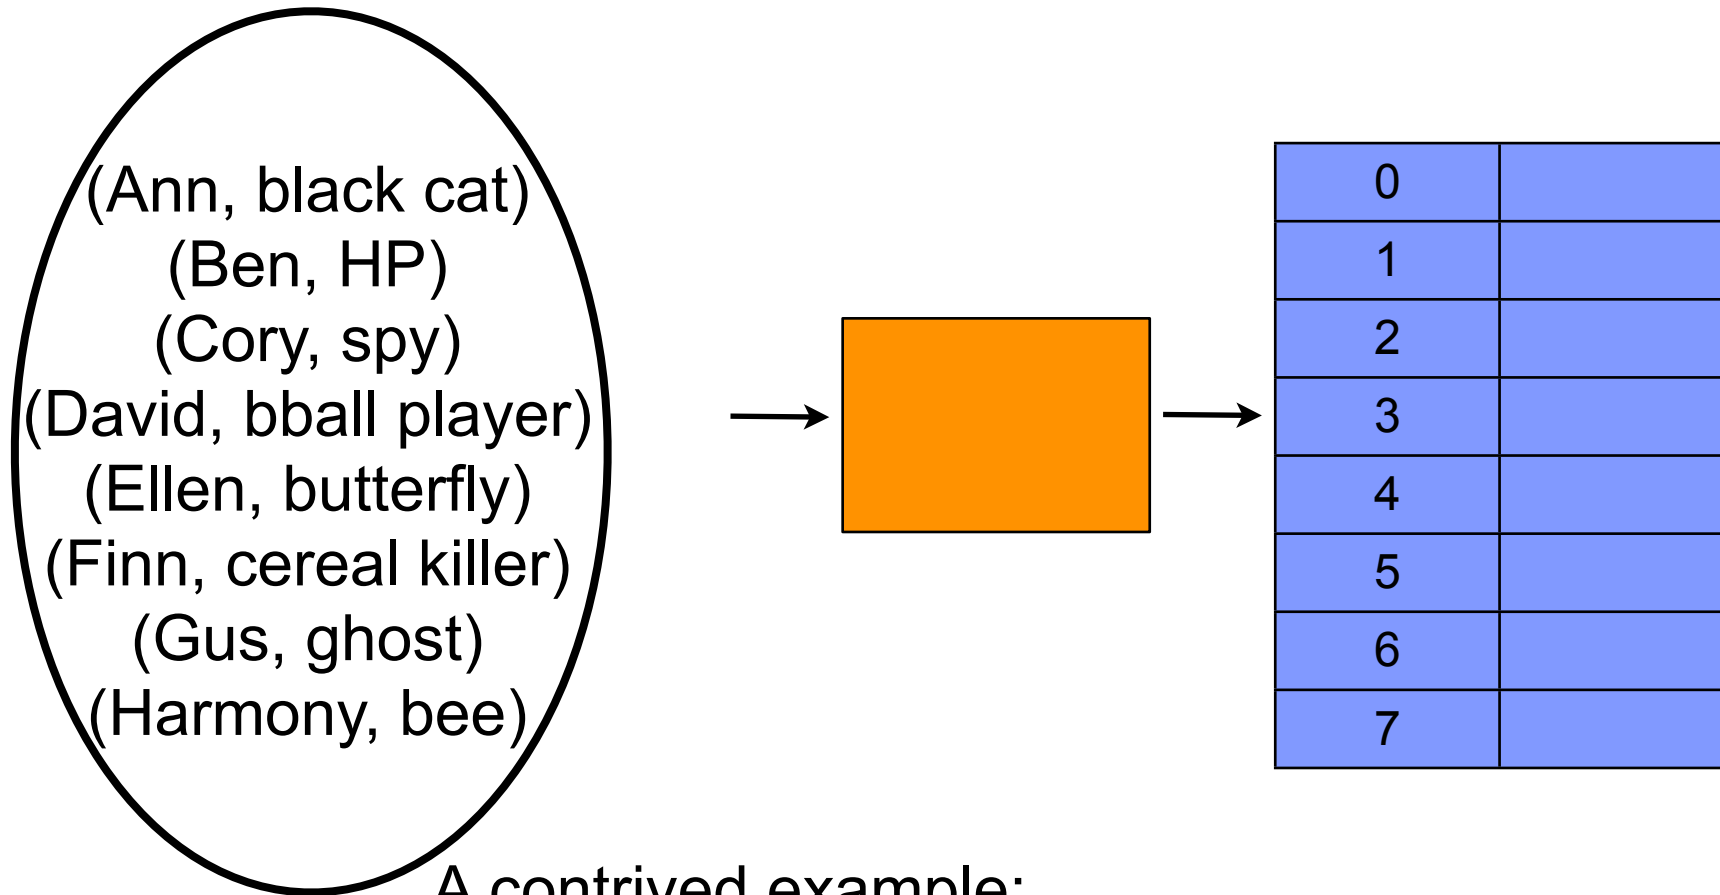 (Ann, black cat)
(Ben, HP)
(Cory, spy)
(David, bball player)
(Ellen, butterfly)
(Finn, cereal killer)
(Gus, ghost)
(Harmony, bee)
0
1
2
3
4
5
6
7
A contrived example: